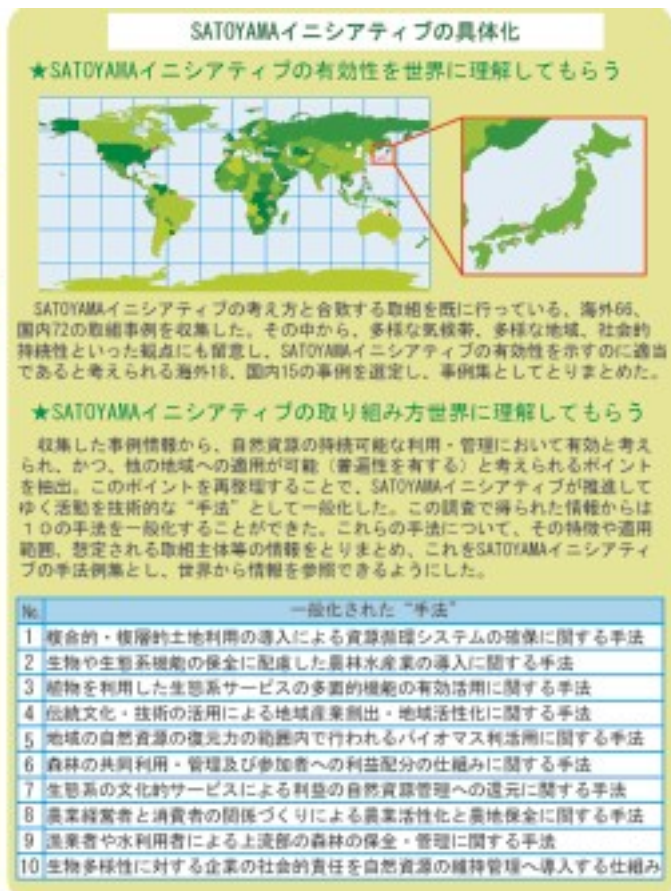 SATOYAMAイニシアティブの具体化
★SATOYAMAイニシアティブの有効性を世界に理解してもらう
SATOYAMAイニシアティブの考え方と合致する取組を既に行っている、海外66、
国内72の取組事例を収集した。その中から、多様な気候帯、多様な地域、社会的
持続性といった観点にも留意し、SATOYAMAイニシアティブの有効性を示すのに適当
であると考えられる海外18、国内15の事例を選定し、事例集としてとりまとめた。
★SATOYAMAイニシアティブの取り組み方世界に理解してもらう
収集した事例情報から、自然資源の持続可能な利用・管理において有効と考え
られ、かつ、他の地域への適用が可能（普遍性を有する）と考えられるポイント
を抽出。このポイントを再整理することで、SATOYAMAイニシアティブが推進して
ゆく活動を技術的な“手法”として一般化した。この調査で得られた情報からは
１０の手法を一般化することができた。これらの手法について、その特徴や適用
範囲、想定される取組主体等の情報をとりまとめ、これをSATOYAMAイニシアティ
ブの手法例集とし、世界から情報を参照できるようにした。
No. 一般化された“手法”
1 複合的・複層的土地利用の導入による資源循環システムの確保に関する手法
2 生物や生態系機能の保全に配慮した農林水産業の導入に関する手法
3 植物を利用した生態系サービスの多面的機能の有効活用に関する手法
4 伝統文化・技術の活用による地域産業創出・地域活性化に関する手法
5 地域の自然資源の復元力の範囲内で行われるバイオマス利活用に関する手法
6 森林の共同利用・管理及び参加者への利益配分の仕組みに関する手法
7 生態系の文化的サービスによる利益の自然資源管理への還元に関する手法
8 農業経営者と消費者の関係づくりによる農業活性化と農地保全に関する手法
9 漁業者や水利用者による上流部の森林の保全・管理に関する手法
10 生物多様性に対する企業の社会的責任を自然資源の維持管理へ導入する仕組み